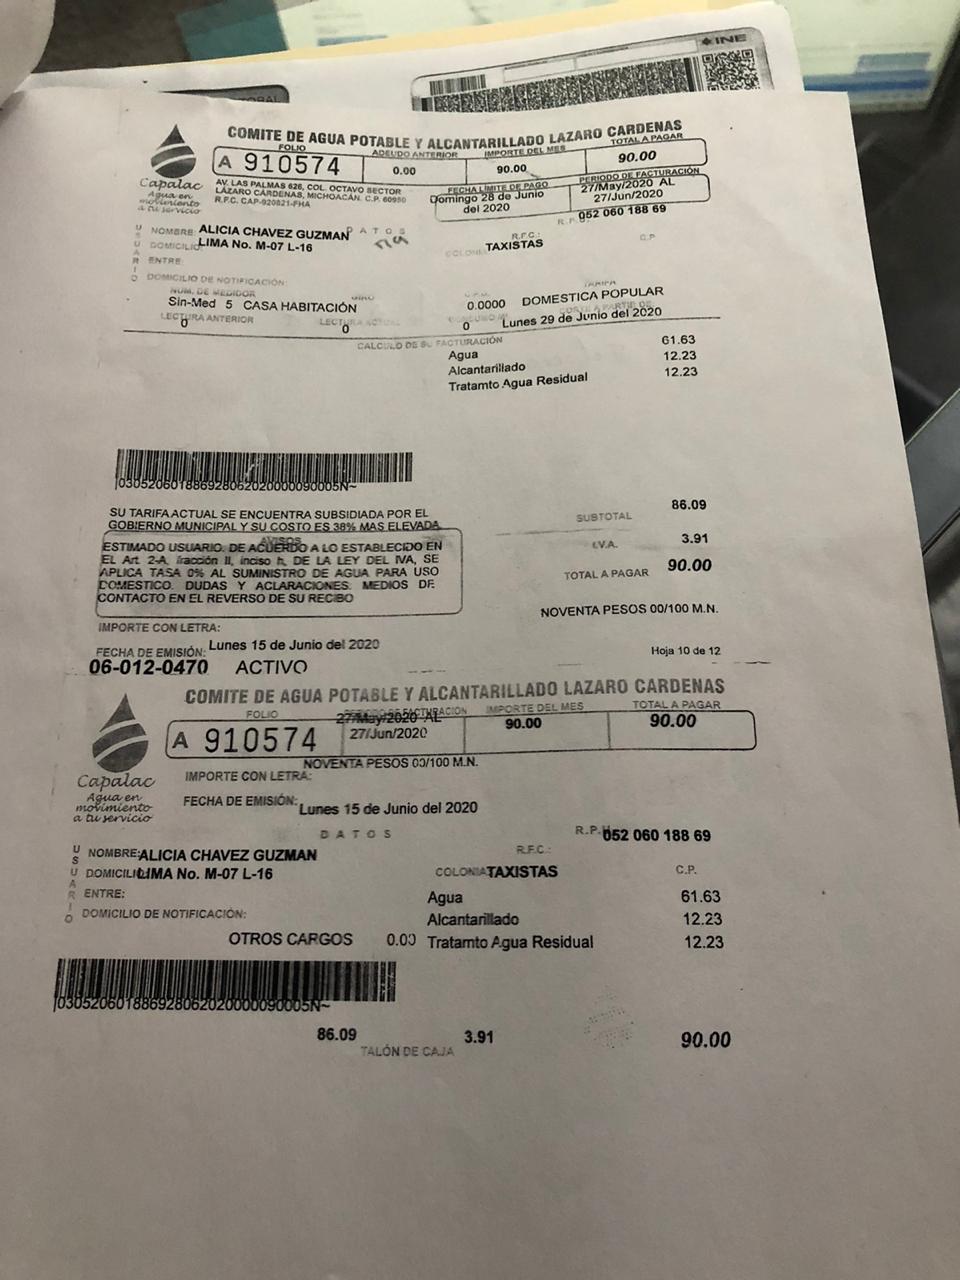 INE
COMITE DE AGUA POTABLE Y ALCANTARILLADO LAZARO CARDENAS
FOLIO ADEUDO ANTERIOR IMPORTE DEL MES TOTAL A PAGAR
A 910574 0.00 90.00 90.00
Capalac
Agua en
movimiento
a tu servicio
AV. LAS PALMAS 626, COL. OCTAVO SECTOR
LÁZARO CÁRDENAS, MICHOACÁN. C.P. 60950
R.F.C. CAP-920821-FHA
FECHA LÍMITE DE PAGO
Domingo 28 de Junio
del 2020
PERIODO DE FACTURACIÓN
27/May/2020 AL
27/Jun/2020
R.P. 052 060 188 69
DATOS
USUARIO
NOMBRE: ALICIA CHAVEZ GUZMAN
R.F.C.:
DOMICILIO: LIMA No. M-07 L-16
COLONIA TAXISTAS
C.P
ENTRE:
DOMICILIO DE NOTIFICACIÓN:
NUM. DE MEDIDOR GIRO TARIFA
Sin-Med 5 CASA HABITACIÓN 0.0000 DOMESTICA POPULAR
LECTURA ANTERIOR LECTURA ACTUAL CONSUMO M CORTE A PARTIR DE:
0 0 0 Lunes 29 de Junio del 2020
CALCULO DE SU FACTURACIÓN
Agua 61.63
Alcantarillado 12.23
Tratamto Agua Residual 12.23
|030520601886928062020000090005N~
SU TARIFA ACTUAL SE ENCUENTRA SUBSIDIADA POR EL
GOBIERNO MUNICIPAL Y SU COSTO ES 38% MAS ELEVADA.
AVISOS
ESTIMADO USUARIO. DE ACUERDO A LO ESTABLECIDO EN
EL Art 2-A, fracción II, inciso h, DE LA LEY DEL IVA, SE
APLICA TASA 0% AL SUMINISTRO DE AGUA PARA USO
DOMESTICO. DUDAS Y ACLARACIONES: MEDIOS DE
CONTACTO EN EL REVERSO DE SU RECIBO
SUBTOTAL 86.09
I.V.A. 3.91
TOTAL A PAGAR 90.00
NOVENTA PESOS 00/100 M.N.
IMPORTE CON LETRA:
FECHA DE EMISIÓN: Lunes 15 de Junio del 2020
Hoja 10 de 12
06-012-0470 ACTIVO
COMITE DE AGUA POTABLE Y ALCANTARILLADO LAZARO CARDENAS
FOLIO PERIODO DE FACTURACION IMPORTE DEL MES TOTAL A PAGAR
A 910574 27/May/2020 AL 90.00 90.00
27/Jun/2020
Capalac
Agua en
movimiento
a tu servicio
NOVENTA PESOS 00/100 M.N.
IMPORTE CON LETRA:
FECHA DE EMISIÓN: Lunes 15 de Junio del 2020
DATOS
R.P. 052 060 188 69
USUARIO
NOMBRE: ALICIA CHAVEZ GUZMAN
R.F.C.:
DOMICILIO LIMA No. M-07 L-16
COLONIA TAXISTAS
C.P.
ENTRE:
Agua 61.63
DOMICILIO DE NOTIFICACIÓN:
Alcantarillado 12.23
OTROS CARGOS 0.00 Tratamto Agua Residual 12.23
|030520601886928062020000090005N~
86.09 3.91 90.00
TALÓN DE CAJA